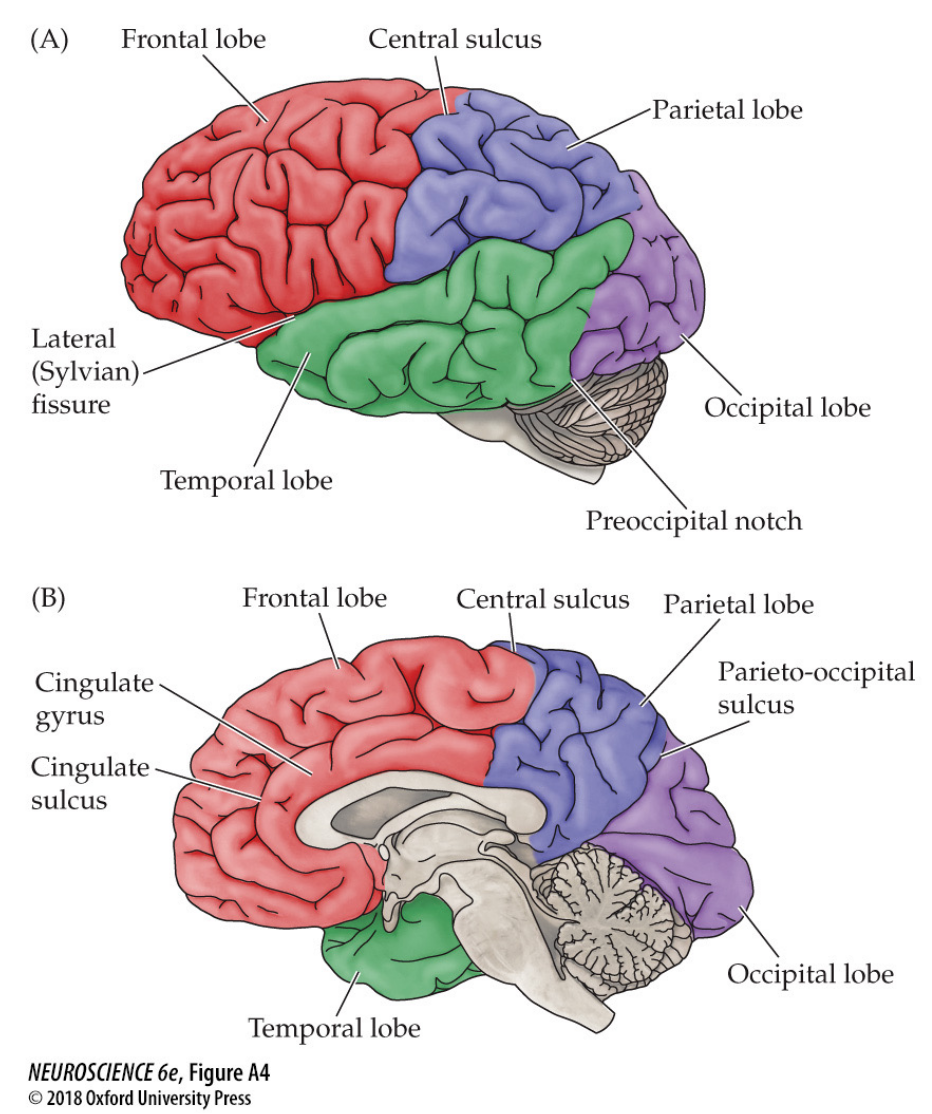 (A)
Frontal lobe
Central sulcus
Parietal lobe
Lateral
(Sylvian)
fissure
Occipital lobe
Temporal lobe
Preoccipital notch
(B)
Frontal lobe
Central sulcus
Parietal lobe
Cingulate
gyrus
Parieto-occipital
sulcus
Cingulate
sulcus
Occipital lobe
Temporal lobe
NEUROSCIENCE 6e, Figure A4
© 2018 Oxford University Press